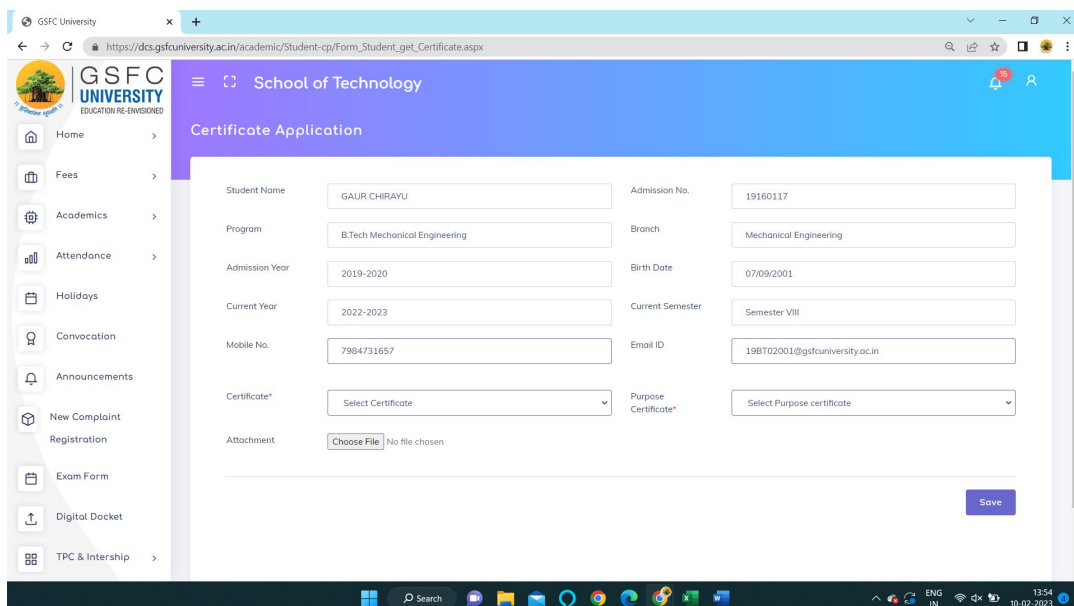 GSFC University
https://dcs.gsfcuniversity.ac.in/academic/Student-cp/Form_Student_get_Certificate.aspx
GSFC
UNIVERSITY
EDUCATION RE-ENVISIONED
School of Technology
15
Certificate Application
Home
Fees
Academics
Attendance
Holidays
Convocation
Announcements
New Complaint
Registration
Exam Form
Digital Docket
TPC & Intership
Student Name
GAUR CHIRAYU
Admission No.
19160117
Program
B.Tech Mechanical Engineering
Branch
Mechanical Engineering
Admission Year
2019-2020
Birth Date
07/09/2001
Current Year
2022-2023
Current Semester
Semester VIII
Mobile No.
7984731657
Email ID
19BT02001@gsfcuniversity.ac.in
Certificate*
Select Certificate
Purpose
Certificate*
Select Purpose certificate
Attachment
Choose File No file chosen
Save
Search
ENG
IN
13:54
10-02-2023